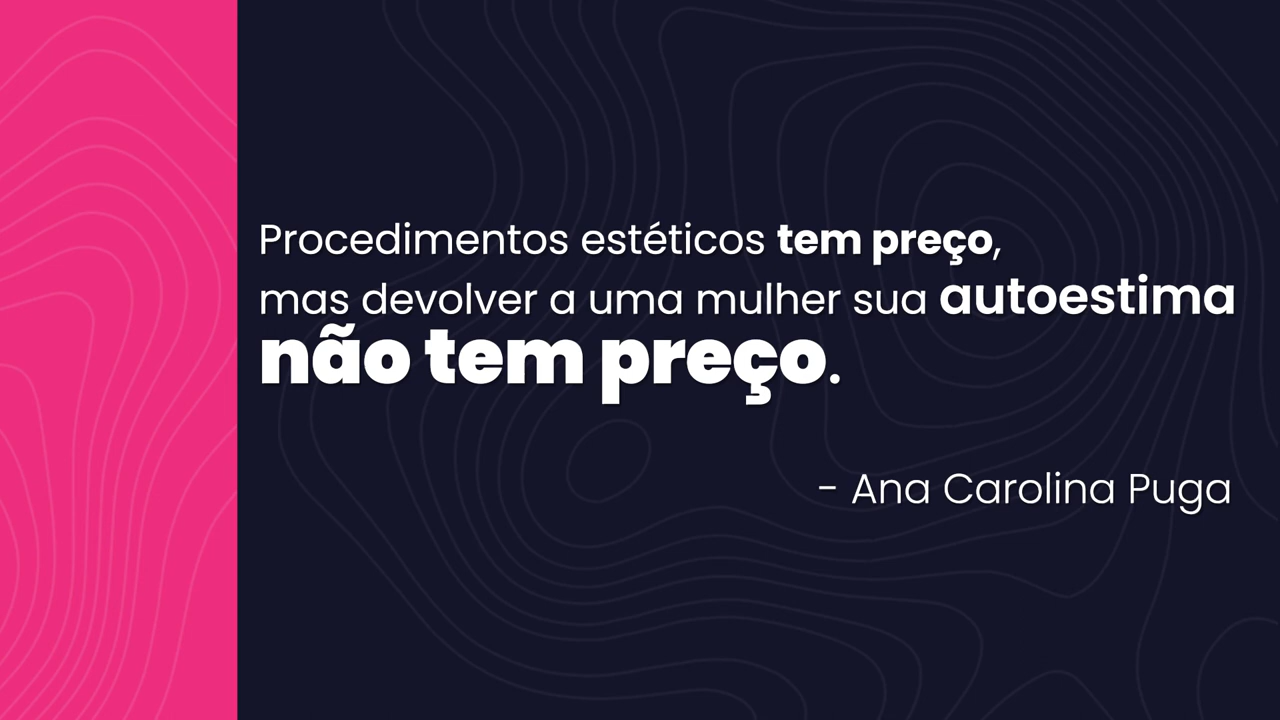 Procedimentos estéticos tem preço,
mas devolver a uma mulher sua autoestima
não tem preço.
- Ana Carolina Puga